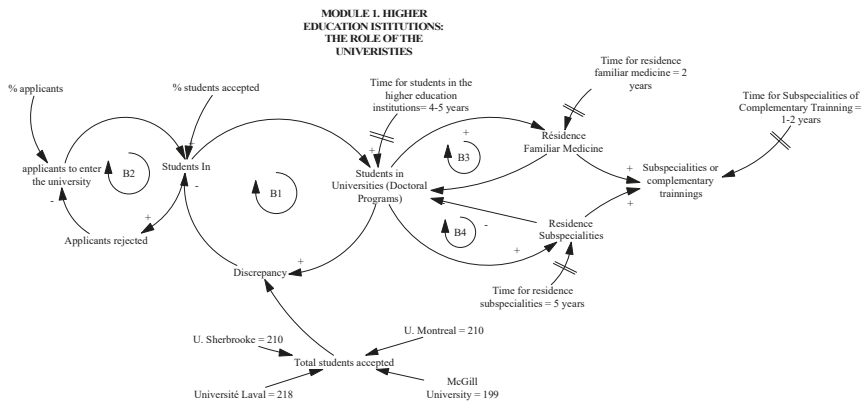 MODULE 1. HIGHER
EDUCATION ISTITUTIONS:
THE ROLE OF THE
UNIVERISTIES
% applicants
% students accepted
Time for students in the
higher education
institutions= 4-5 years
Time for residence
familiar medicine = 2
years
Time for Subspecialities of
Complementary Trainning =
1-2 years
applicants to enter
the university
B2
Students In
B1
Students in
Universities (Doctoral
Programs)
B3
Résidence
Familiar Medicine
Subspecialities or
complementary
trainnings
B4
Residence
Subspecialities
Applicants rejected
Discrepancy
Time for residence
subspecialities = 5 years
U. Sherbrooke = 210
U. Montreal = 210
Total students accepted
Université Laval = 218
McGill
University = 199
+
-
-
+
+
+
+
+
-
+
+
+